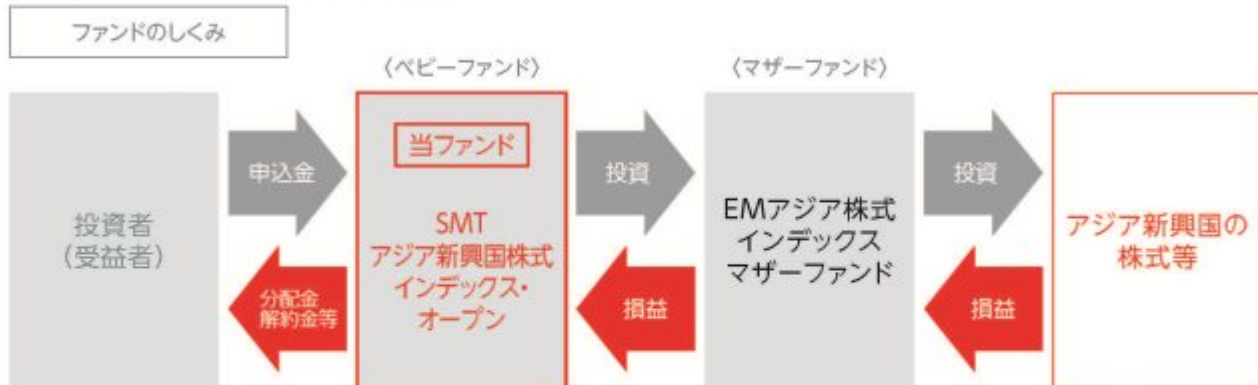 ファンドのしくみ
〈ベビーファンド〉
〈マザーファンド〉
投資者
(受益者)
申込金
分配金
解約金等
当ファンド
SMT
アジア新興国株式
インデックス・
オープン
投資
損益
EMアジア株式
インデックス
マザーファンド
投資
損益
アジア新興国の
株式等